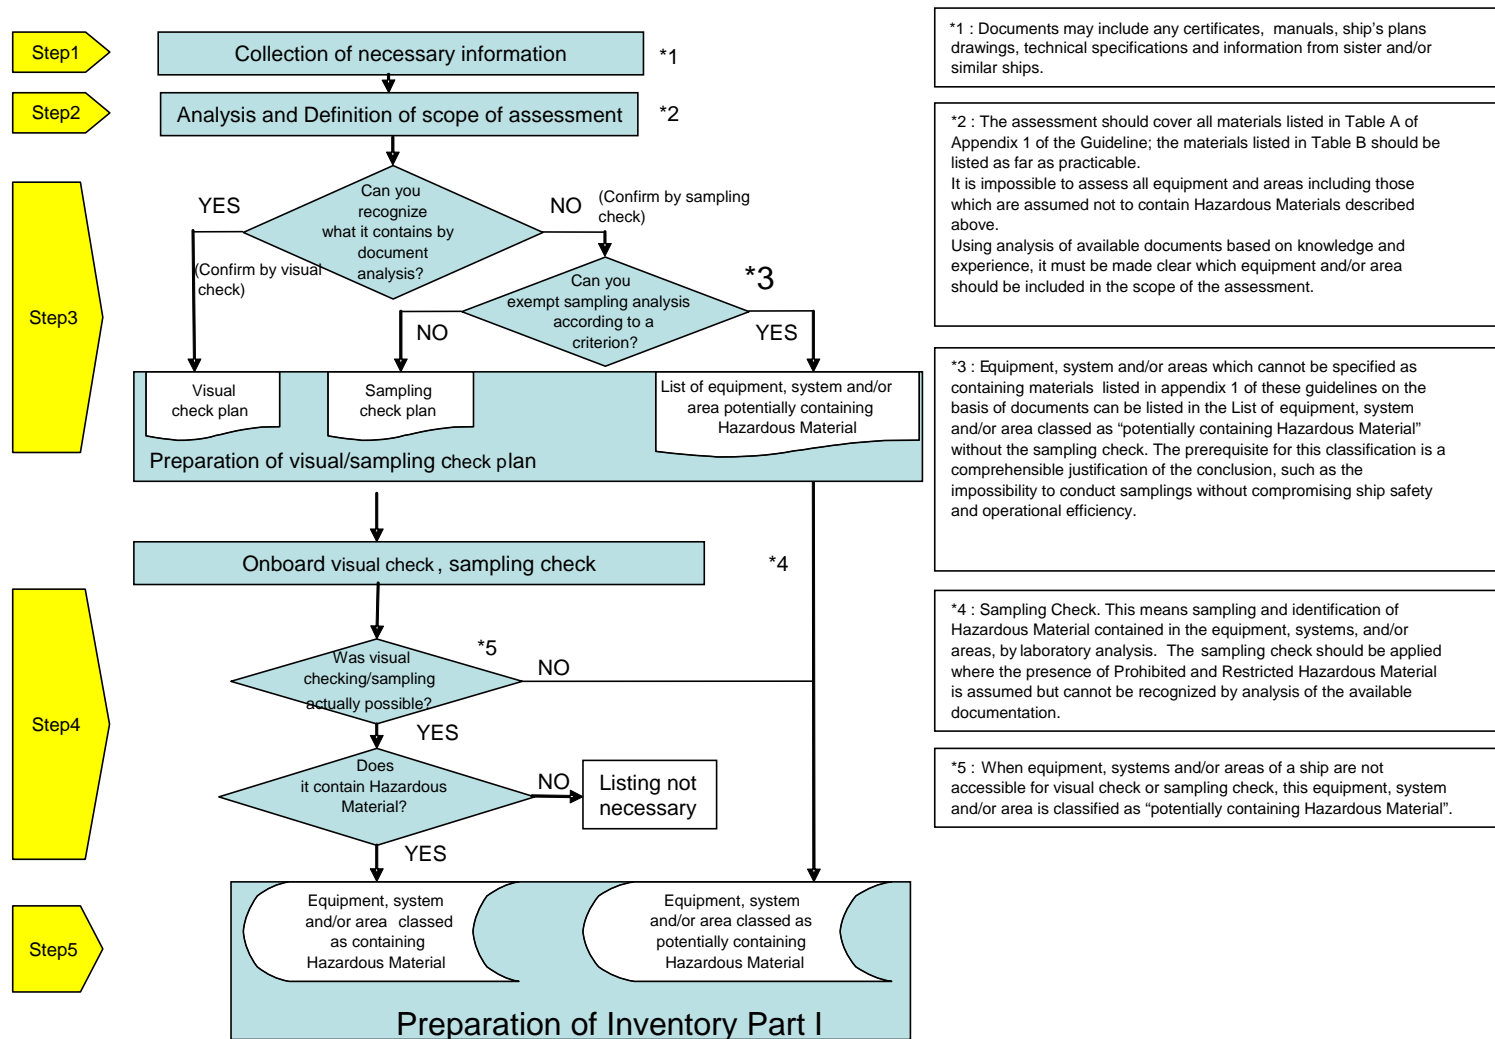 Step1
Collection of necessary information
*1
Step2
Analysis and Definition of scope of assessment
*2
Step3
Can you
recognize
what it contains by
document
analysis?
YES
(Confirm by visual
check)
NO
(Confirm by sampling
check)
Can you
exempt sampling analysis
according to a
criterion?
*3
NO
YES
Visual
check plan
Sampling
check plan
List of equipment, system and/or
area potentially containing
Hazardous Material
Preparation of visual/sampling check plan
Onboard visual check , sampling check
*4
Step4
Was visual
checking/sampling
actually possible?
*5
NO
YES
Does
it contain Hazardous
Material?
NO
Listing not
necessary
YES
Step5
Equipment, system
and/or area classed
as containing
Hazardous Material
Equipment, system
and/or area classed as
potentially containing
Hazardous Material
Preparation of Inventory Part I
*1 : Documents may include any certificates, manuals, ship's plans
drawings, technical specifications and information from sister and/or
similar ships.
*2 : The assessment should cover all materials listed in Table A of
Appendix 1 of the Guideline; the materials listed in Table B should be
listed as far as practicable.
It is impossible to assess all equipment and areas including those
which are assumed not to contain Hazardous Materials described
above.
Using analysis of available documents based on knowledge and
experience, it must be made clear which equipment and/or area
should be included in the scope of the assessment.
*3 : Equipment, system and/or areas which cannot be specified as
containing materials listed in appendix 1 of these guidelines on the
basis of documents can be listed in the List of equipment, system
and/or area classed as “potentially containing Hazardous Material”
without the sampling check. The prerequisite for this classification is a
comprehensible justification of the conclusion, such as the
impossibility to conduct samplings without compromising ship safety
and operational efficiency.
*4 : Sampling Check. This means sampling and identification of
Hazardous Material contained in the equipment, systems, and/or
areas, by laboratory analysis. The sampling check should be applied
where the presence of Prohibited and Restricted Hazardous Material
is assumed but cannot be recognized by analysis of the available
documentation.
*5 : When equipment, systems and/or areas of a ship are not
accessible for visual check or sampling check, this equipment, system
and/or area is classified as “potentially containing Hazardous Material”.